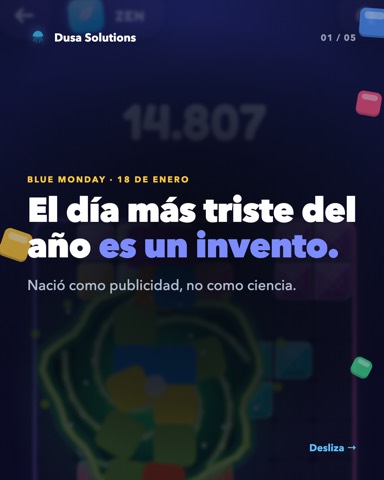 ZEN
Dusa Solutions
01 / 05
14.807
BLUE MONDAY · 18 DE ENERO
El día más triste del
año es un invento.
Nació como publicidad, no como ciencia.
Desliza →